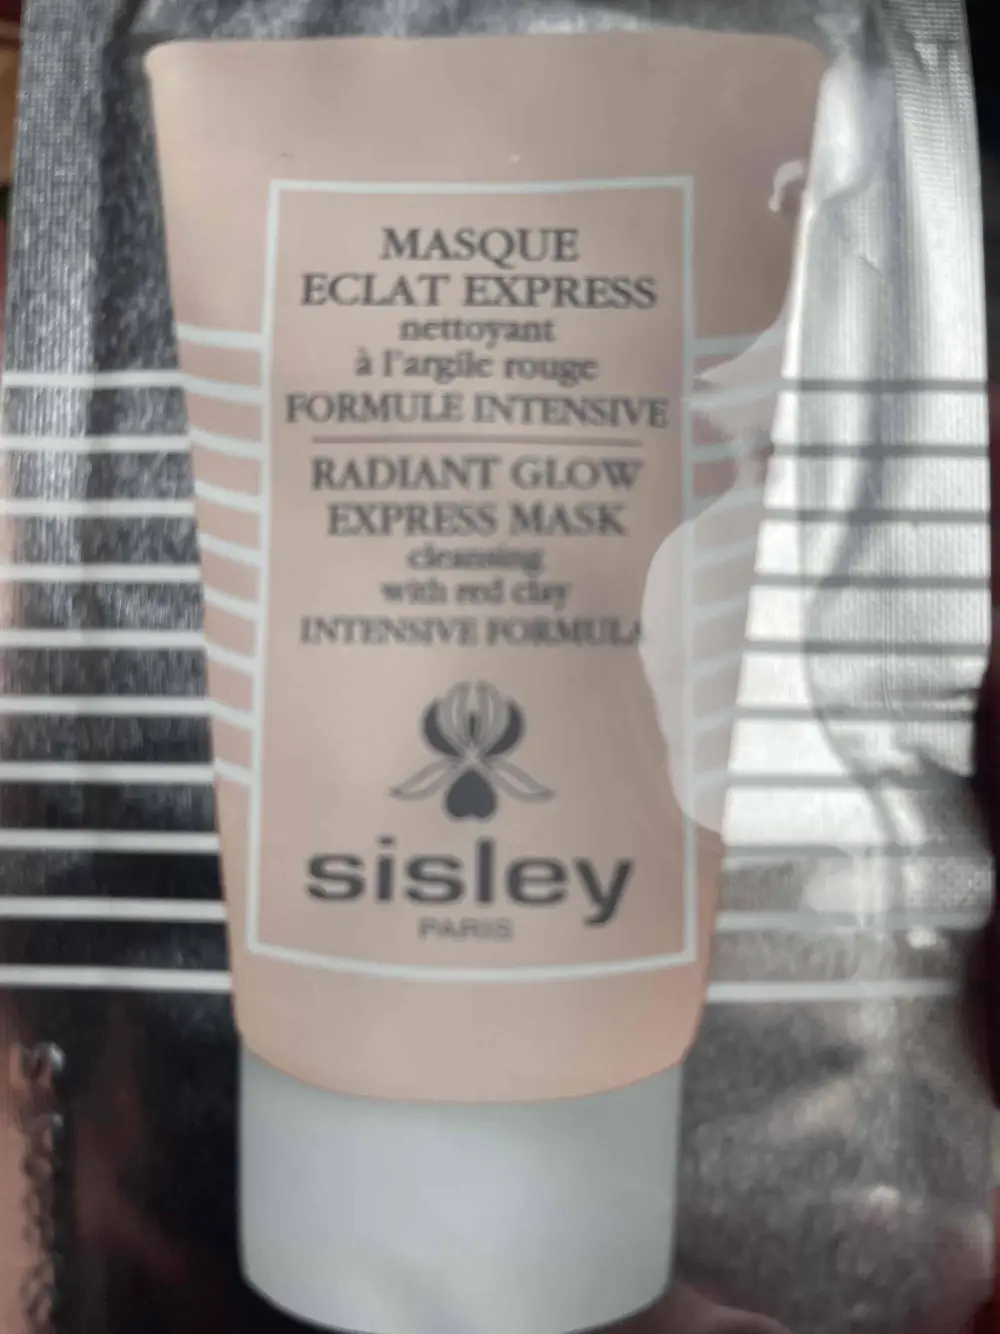 MASQUE
ECLAT EXPRESS
nettoyant
à l'argile rouge
FORMULE INTENSIVE
RADIANT GLOW
EXPRESS MASK
cleansing
with red clay
INTENSIVE FORMULA
sisley
PARIS